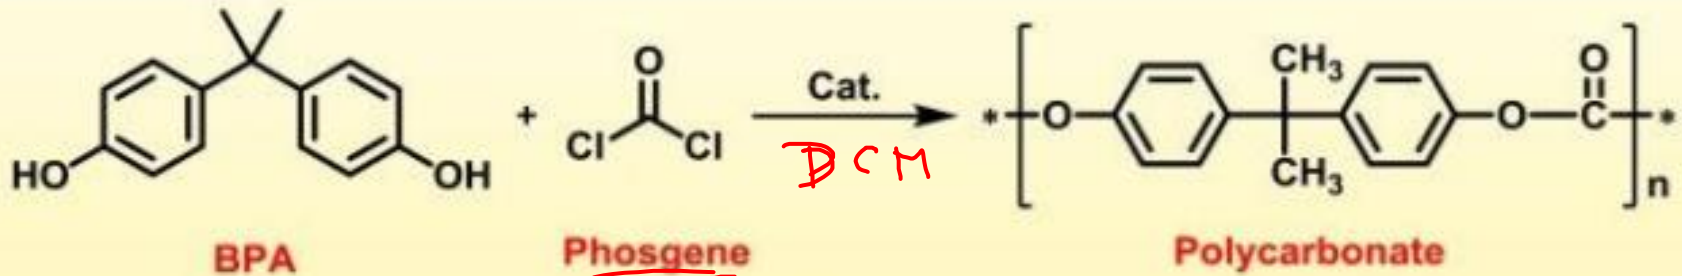 O CH₃ O
Cat.
+ * O O C *
Cl Cl
HO OH DCM CH₃ n
BPA Phosgene Polycarbonate